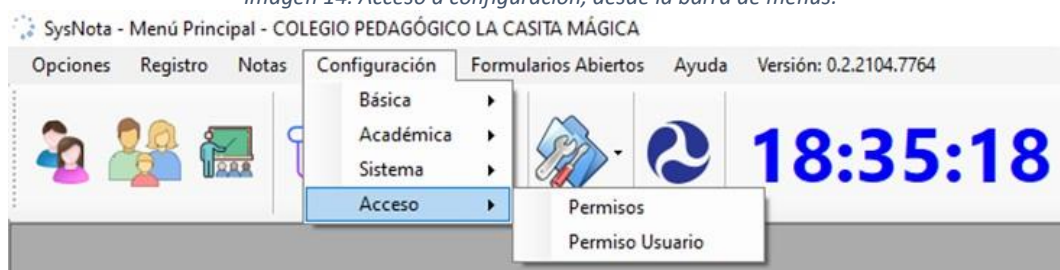 Imagen 14. Acceso a configuración, desde la barra de menús.
SysNota - Menú Principal - COLEGIO PEDAGÓGICO LA CASITA MÁGICA
Opciones Registro Notas Configuración Formularios Abiertos Ayuda Versión: 0.2.2104.7764
Básica
Académica
Sistema
Acceso
18:35:18
Permisos
Permiso Usuario